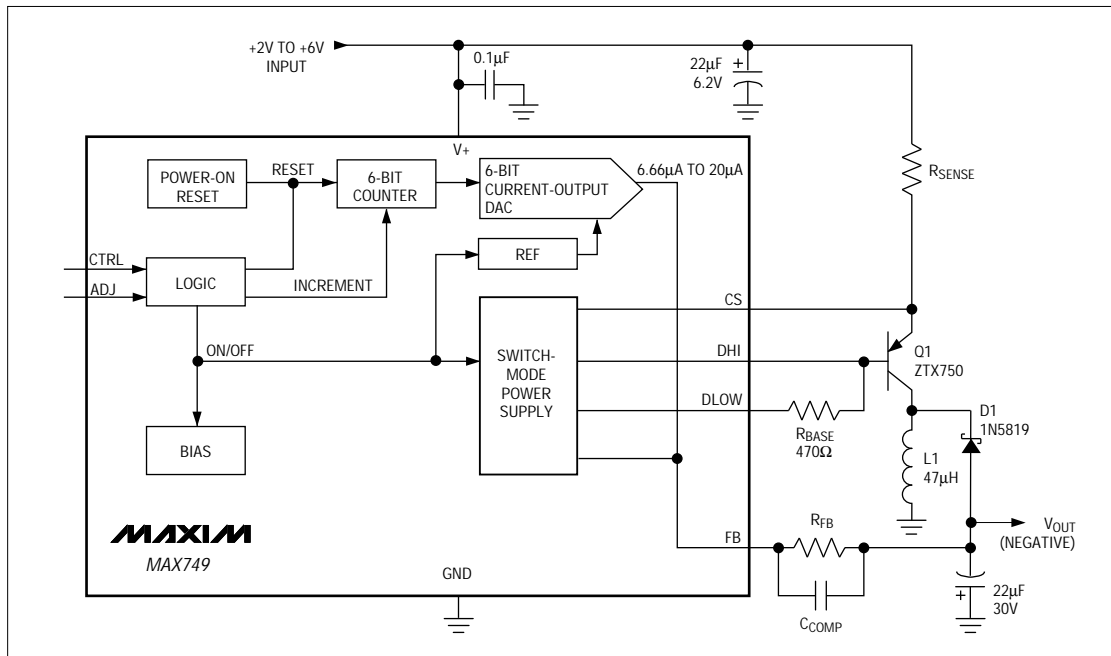 +2V TO +6V
INPUT
0.1µF
22µF
6.2V
+
RSENSE
V+
POWER-ON
RESET
RESET
6-BIT
COUNTER
6-BIT
CURRENT-OUTPUT
DAC
6.66µA TO 20µA
REF
CTRL
ADJ
LOGIC
INCREMENT
ON/OFF
BIAS
SWITCH-
MODE
POWER
SUPPLY
CS
DHI
DLOW
FB
RBASE
470Ω
Q1
ZTX750
D1
1N5819
L1
47µH
RFB
CCOMP
VOUT
(NEGATIVE)
22µF
30V
+
MAXIM
MAX749
GND